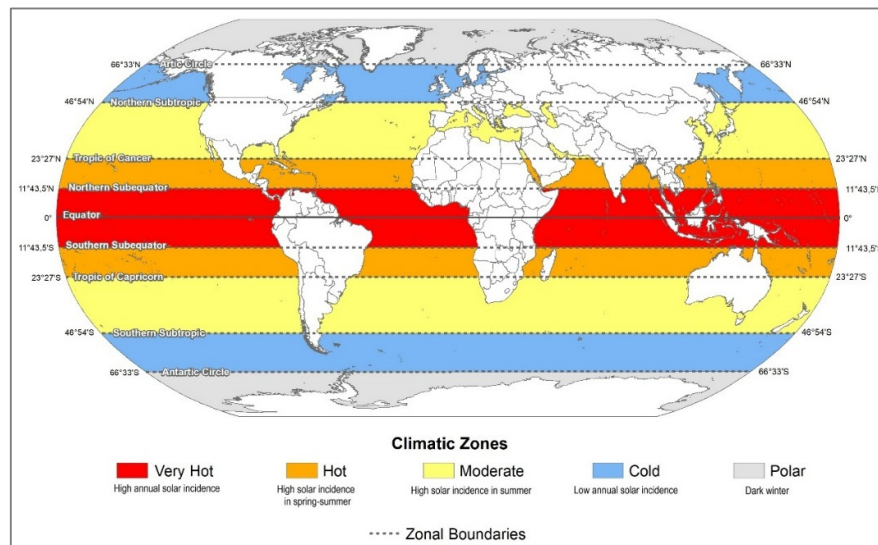 66°33'N
Artic Circle
66°33'N
46°54'N
Northern Subtropic
46°54'N
23°27'N
Tropic of Cancer
23°27'N
11°43,5'N
Northern Subequator
11°43,5'N
0°
Equator
0°
11°43,5'S
Southern Subequator
11°43,5'S
23°27'S
Tropic of Capricorn
23°27'S
46°54'S
Southern Subtropic
46°54'S
66°33'S
Antartic Circle
66°33'S
Climatic Zones
Very Hot
High annual solar incidence
Hot
High solar incidence
in spring-summer
Moderate
High solar incidence in summer
Cold
Low annual solar incidence
Polar
Dark winter
Zonal Boundaries